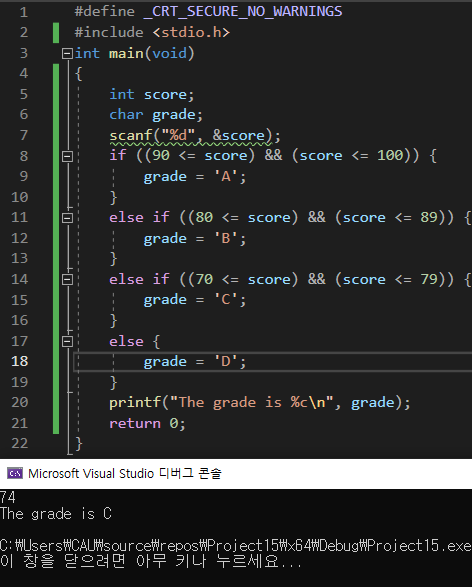 1 #define _CRT_SECURE_NO_WARNINGS
2 #include <stdio.h>
3 int main(void)
4 {
5 int score;
6 char grade;
7 scanf("%d", &score);
8 if ((90 <= score) && (score <= 100)) {
9 grade = 'A';
10 }
11 else if ((80 <= score) && (score <= 89)) {
12 grade = 'B';
13 }
14 else if ((70 <= score) && (score <= 79)) {
15 grade = 'C';
16 }
17 else {
18 grade = 'D';
19 }
20 printf("The grade is %c\n", grade);
21 return 0;
22 }
C:\ Microsoft Visual Studio 디버그 콘솔
74
The grade is C
C:₩Users₩CAU₩source₩repos₩Project15₩x64₩Debug₩Project15.exe
이 창을 닫으려면 아무 키나 누르세요...